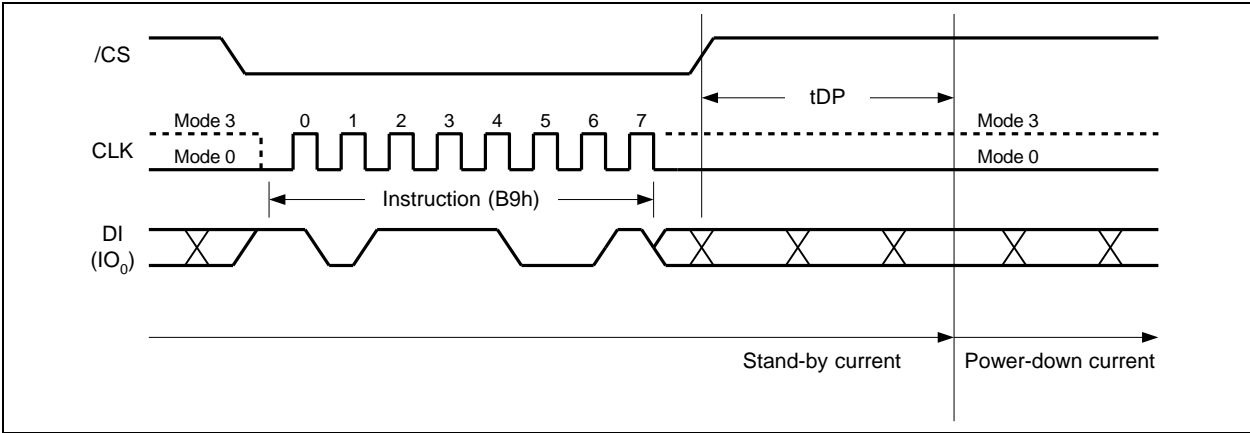 /CS
tDP
Mode 3 0 1 2 3 4 5 6 7 Mode 3
CLK
Mode 0 Mode 0
Instruction (B9h)
DI
(IO₀)
Stand-by current Power-down current